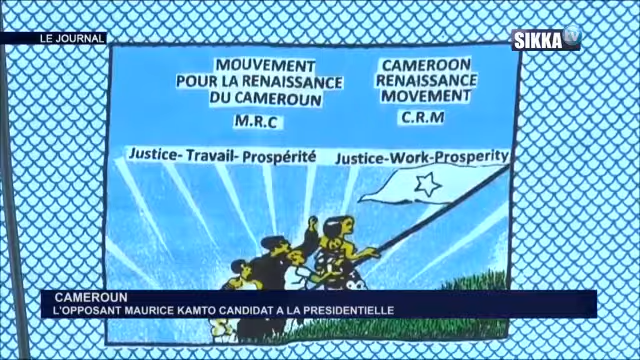 LE JOURNAL
SIKKA tv
MOUVEMENT
POUR LA RENAISSANCE
DU CAMEROUN
M.R.C
CAMEROON
RENAISSANCE
MOVEMENT
C.R.M
Justice-Travail-Prospérité
Justice-Work-Prosperity
CAMEROUN
L'OPPOSANT MAURICE KAMTO CANDIDAT A LA PRESIDENTIELLE